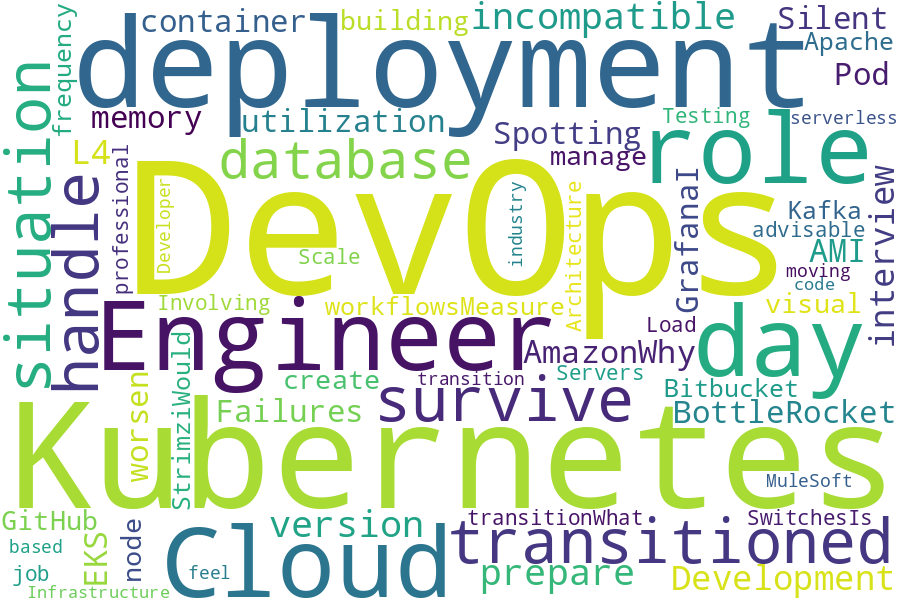 container
building
incompatible
Silent
deployment
Apache
frequency
Pod
memory
utilization
Spotting
Testing
serverless
L4
database
manage
role
situation
handle
professional
DevOps
Developer
industry
Architecture
GrafanaI
interview
Kafka
advisable
AMI
Scale
moving
code
Involving
workflowsMeasure
visual
Engineer
Load
day
AmazonWhy
StrimziWould
worsen
create
transition
Servers
Bitbucket
Failures
survive
BottleRocket
Kubernetes
MuleSoft
GitHub
version
transitionWhat
SwitchesIs
EKS
node
Cloud
transitioned
based
job
feel
prepare
Development
Infrastructure